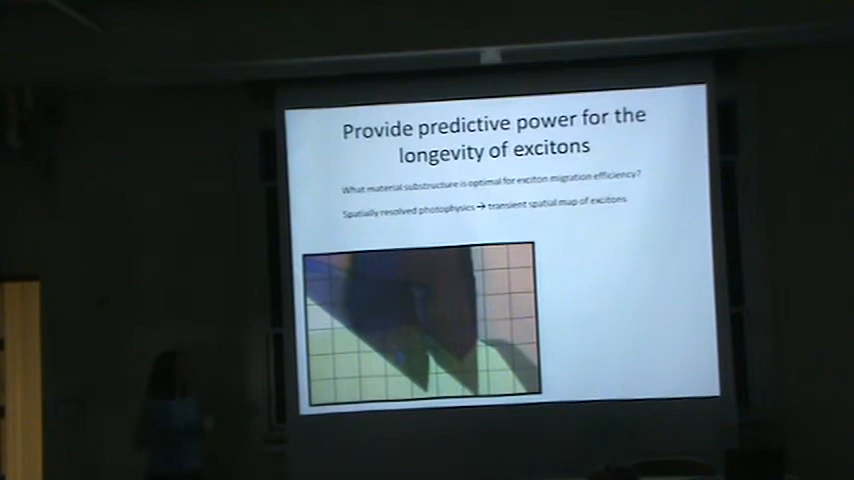 Provide predictive power for the
longevity of excitons
What material substructure is optimal for exciton migration efficiency?
Spatially resolved photophysics → transient spatial map of excitons